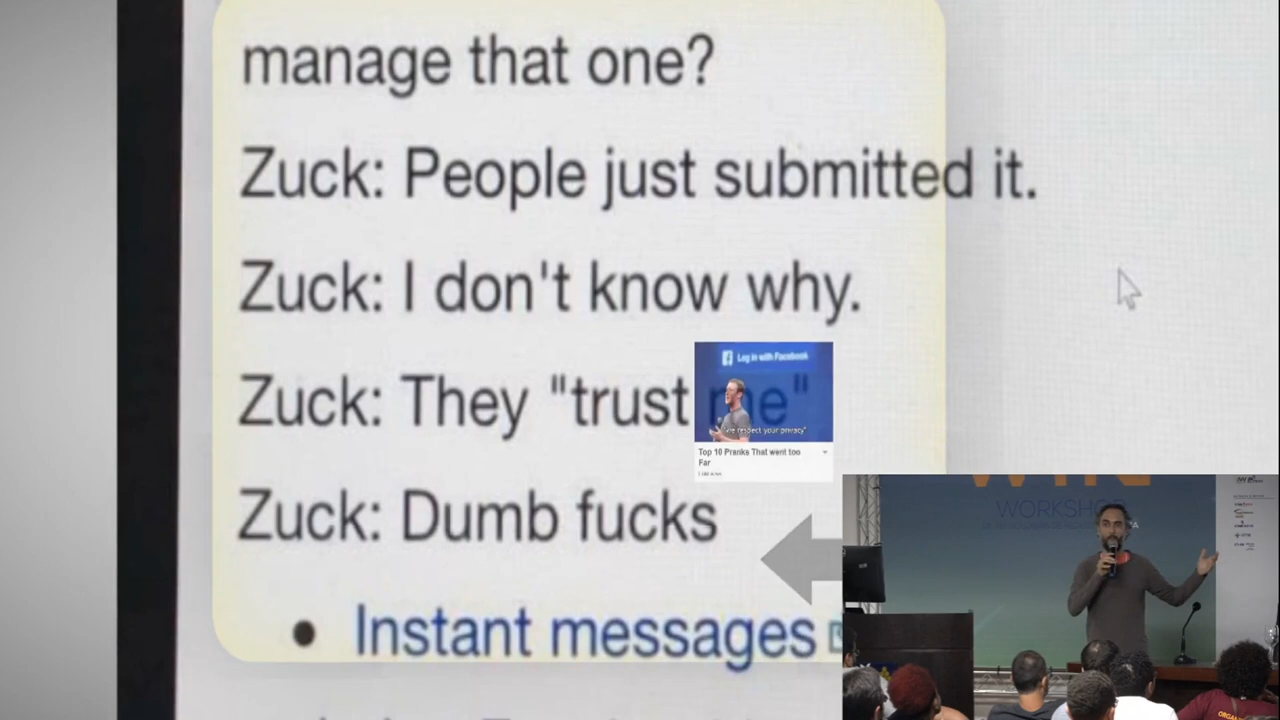 manage that one?
Zuck: People just submitted it.
Zuck: I don't know why.
Zuck: They "trust me"
Log in with Facebook
"We respect your privacy"
Top 10 Pranks That went too
Far
Zuck: Dumb fucks
• Instant messages
WIN
WORKSHOP